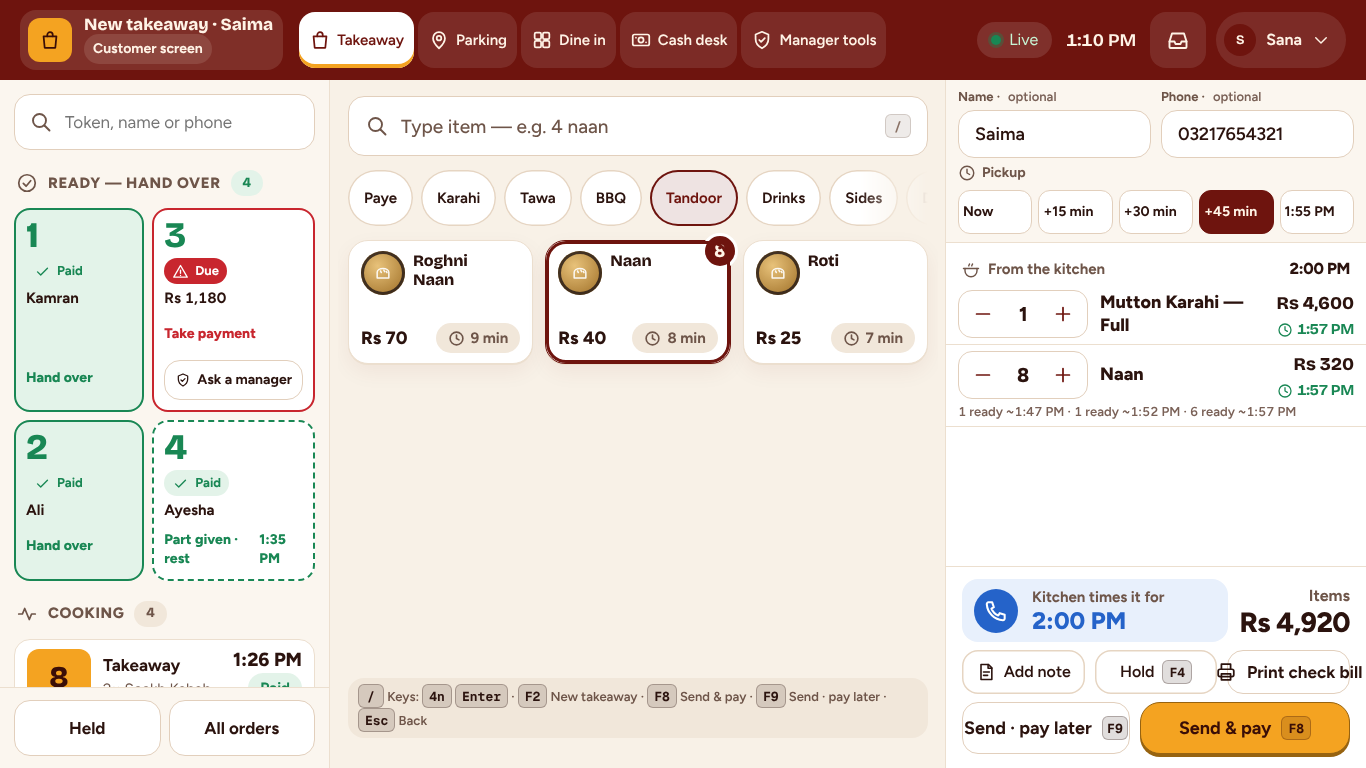 New takeaway · Saima
Customer screen
Takeaway
Parking
Dine in
Cash desk
Manager tools
Live
1:10 PM
S
Sana
Token, name or phone
READY — HAND OVER 4
1
Paid
Kamran
Hand over
3
Due
Rs 1,180
Take payment
Ask a manager
2
Paid
Ali
Hand over
4
Paid
Ayesha
Part given · rest
1:35 PM
COOKING 4
8
Takeaway
1:26 PM
Paid
Held
All orders
Type item — e.g. 4 naan
/
Paye
Karahi
Tawa
BBQ
Tandoor
Drinks
Sides
Roghni Naan
Rs 70
9 min
8
Naan
Rs 40
8 min
Roti
Rs 25
7 min
/ Keys: 4n Enter · F2 New takeaway · F8 Send & pay · F9 Send · pay later ·
Esc Back
Name · optional
Phone · optional
Saima
03217654321
Pickup
Now
+15 min
+30 min
+45 min
1:55 PM
From the kitchen
2:00 PM
1
Mutton Karahi — Full
Rs 4,600
1:57 PM
8
Naan
Rs 320
1:57 PM
1 ready ~1:47 PM · 1 ready ~1:52 PM · 6 ready ~1:57 PM
Kitchen times it for
2:00 PM
Items
Rs 4,920
Add note
Hold F4
Print check bill
Send · pay later F9
Send & pay F8